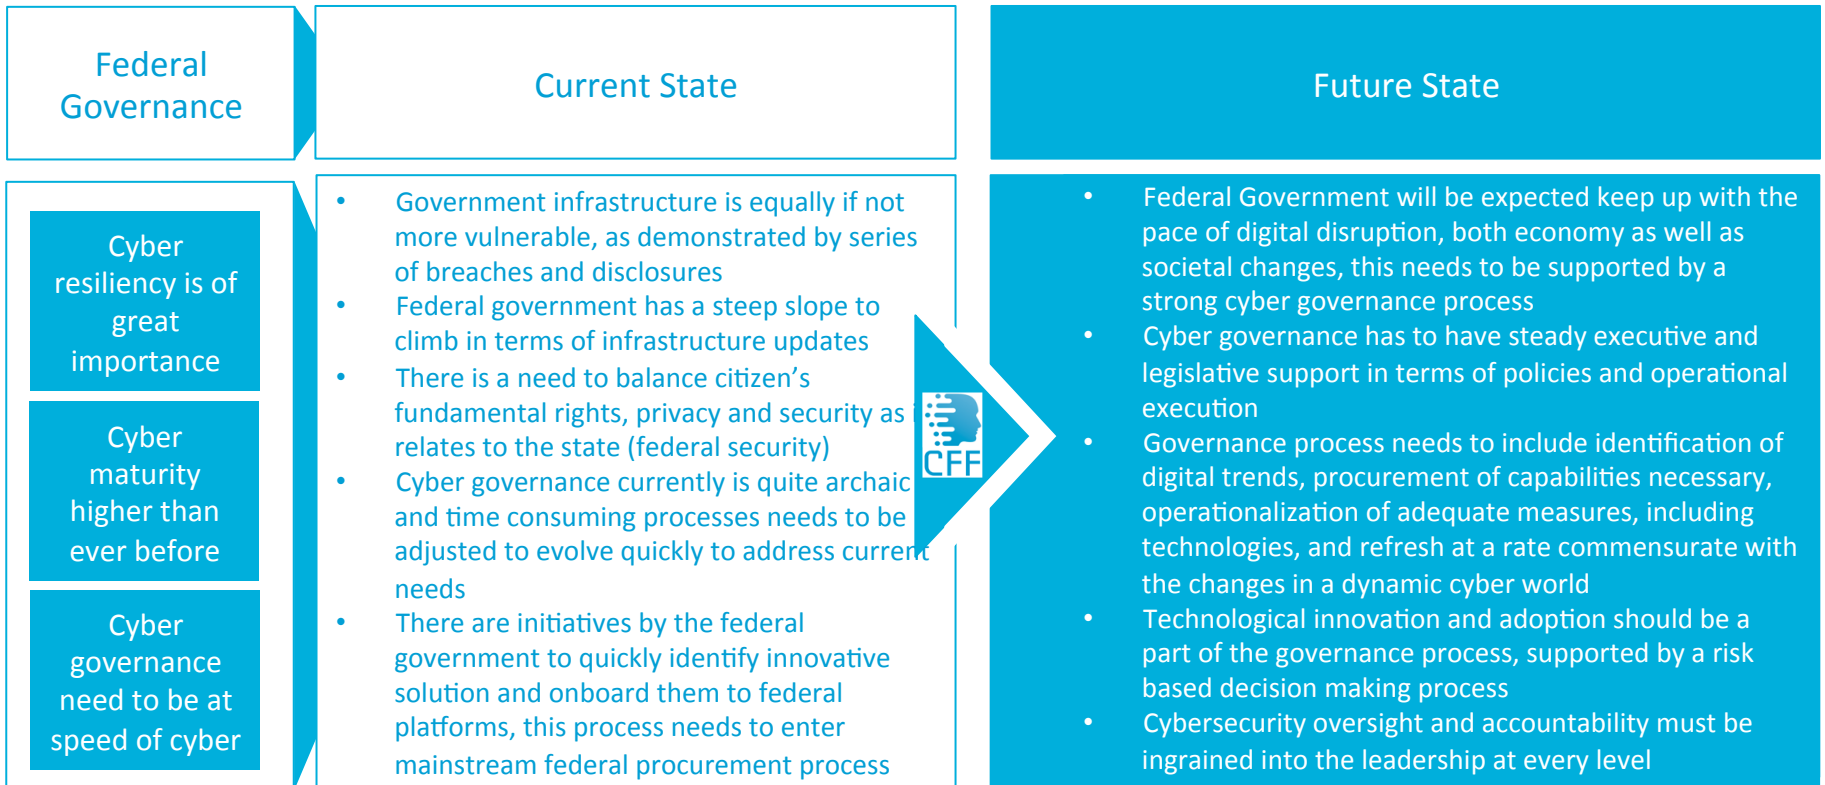 Federal
Governance
Current State
Future State
Cyber
resiliency is of
great
importance
Cyber
maturity
higher than
ever before
Cyber
governance
need to be at
speed of cyber
• Government infrastructure is equally if not
more vulnerable, as demonstrated by series
of breaches and disclosures
• Federal government has a steep slope to
climb in terms of infrastructure updates
• There is a need to balance citizen’s
fundamental rights, privacy and security as
relates to the state (federal security)
• Cyber governance currently is quite archaic
and time consuming processes needs to be
adjusted to evolve quickly to address current
needs
• There are initiatives by the federal
government to quickly identify innovative
solution and onboard them to federal
platforms, this process needs to enter
mainstream federal procurement process
CFF
• Federal Government will be expected keep up with the
pace of digital disruption, both economy as well as
societal changes, this needs to be supported by a
strong cyber governance process
• Cyber governance has to have steady executive and
legislative support in terms of policies and operational
execution
• Governance process needs to include identification of
digital trends, procurement of capabilities necessary,
operationalization of adequate measures, including
technologies, and refresh at a rate commensurate with
the changes in a dynamic cyber world
• Technological innovation and adoption should be a
part of the governance process, supported by a risk
based decision making process
• Cybersecurity oversight and accountability must be
ingrained into the leadership at every level